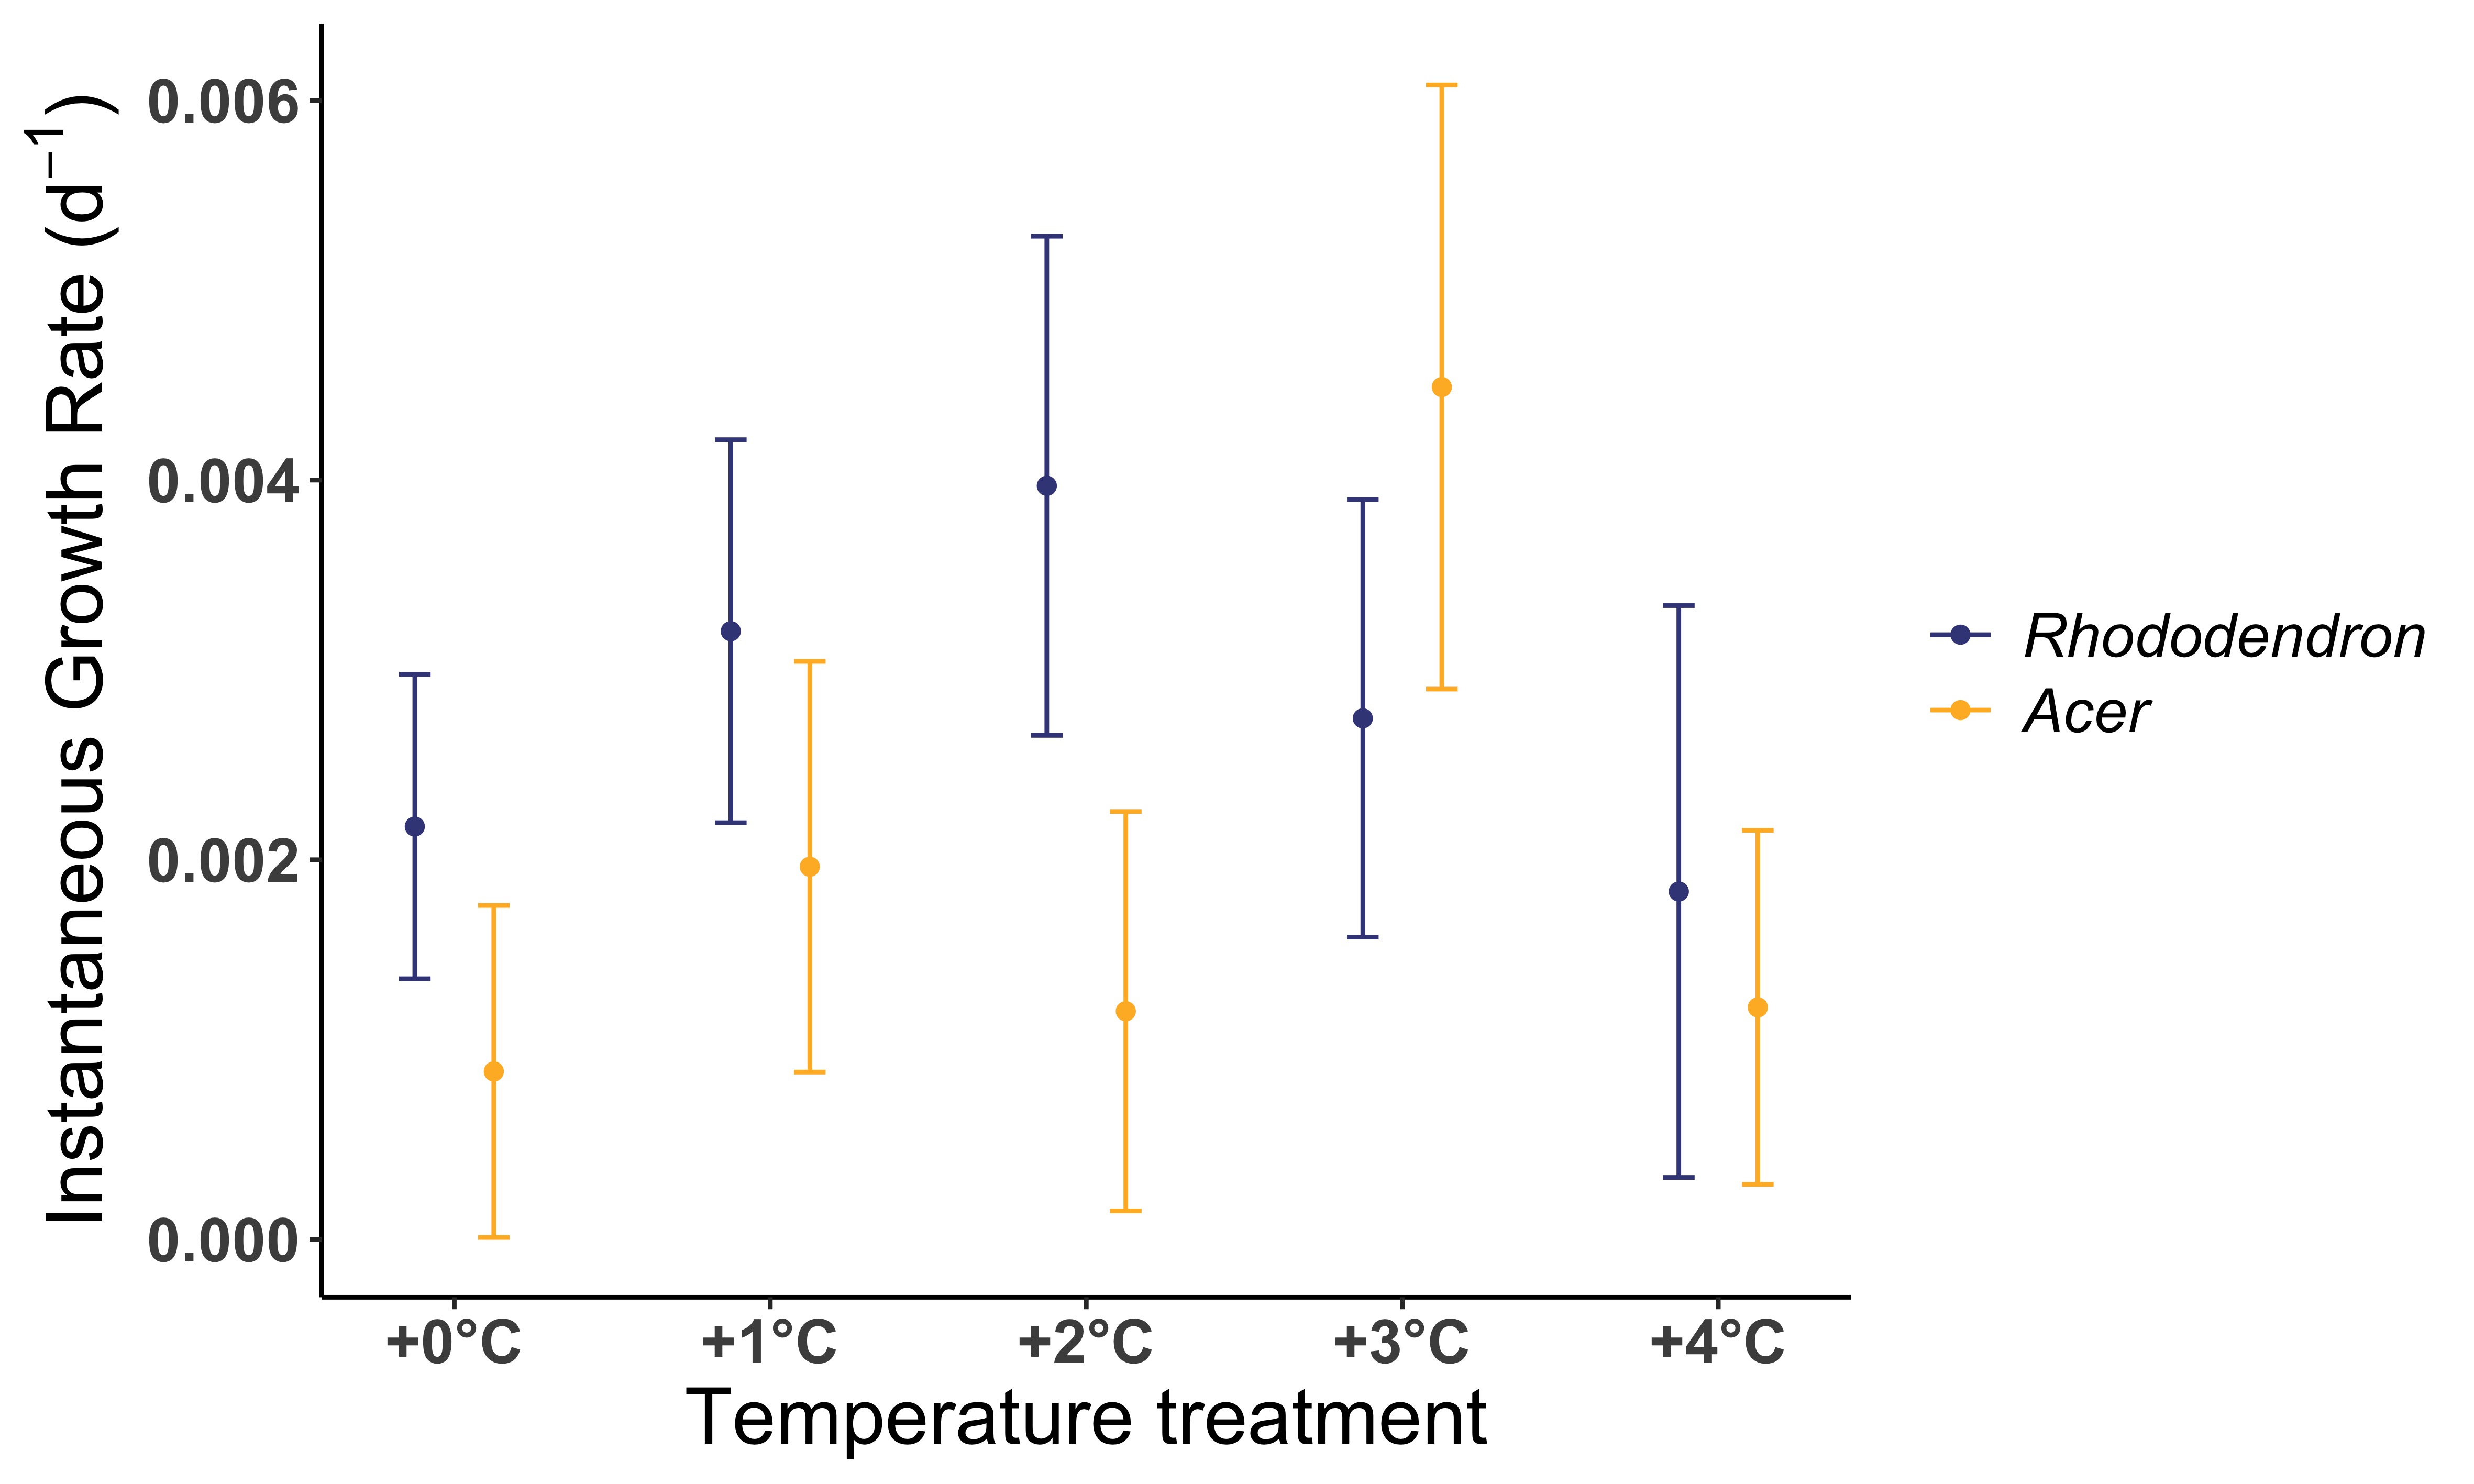 Instantaneous Growth Rate (d⁻¹)
0.006
0.004
0.002
0.000
+0°C +1°C +2°C +3°C +4°C
Temperature treatment
Rhododendron
Acer